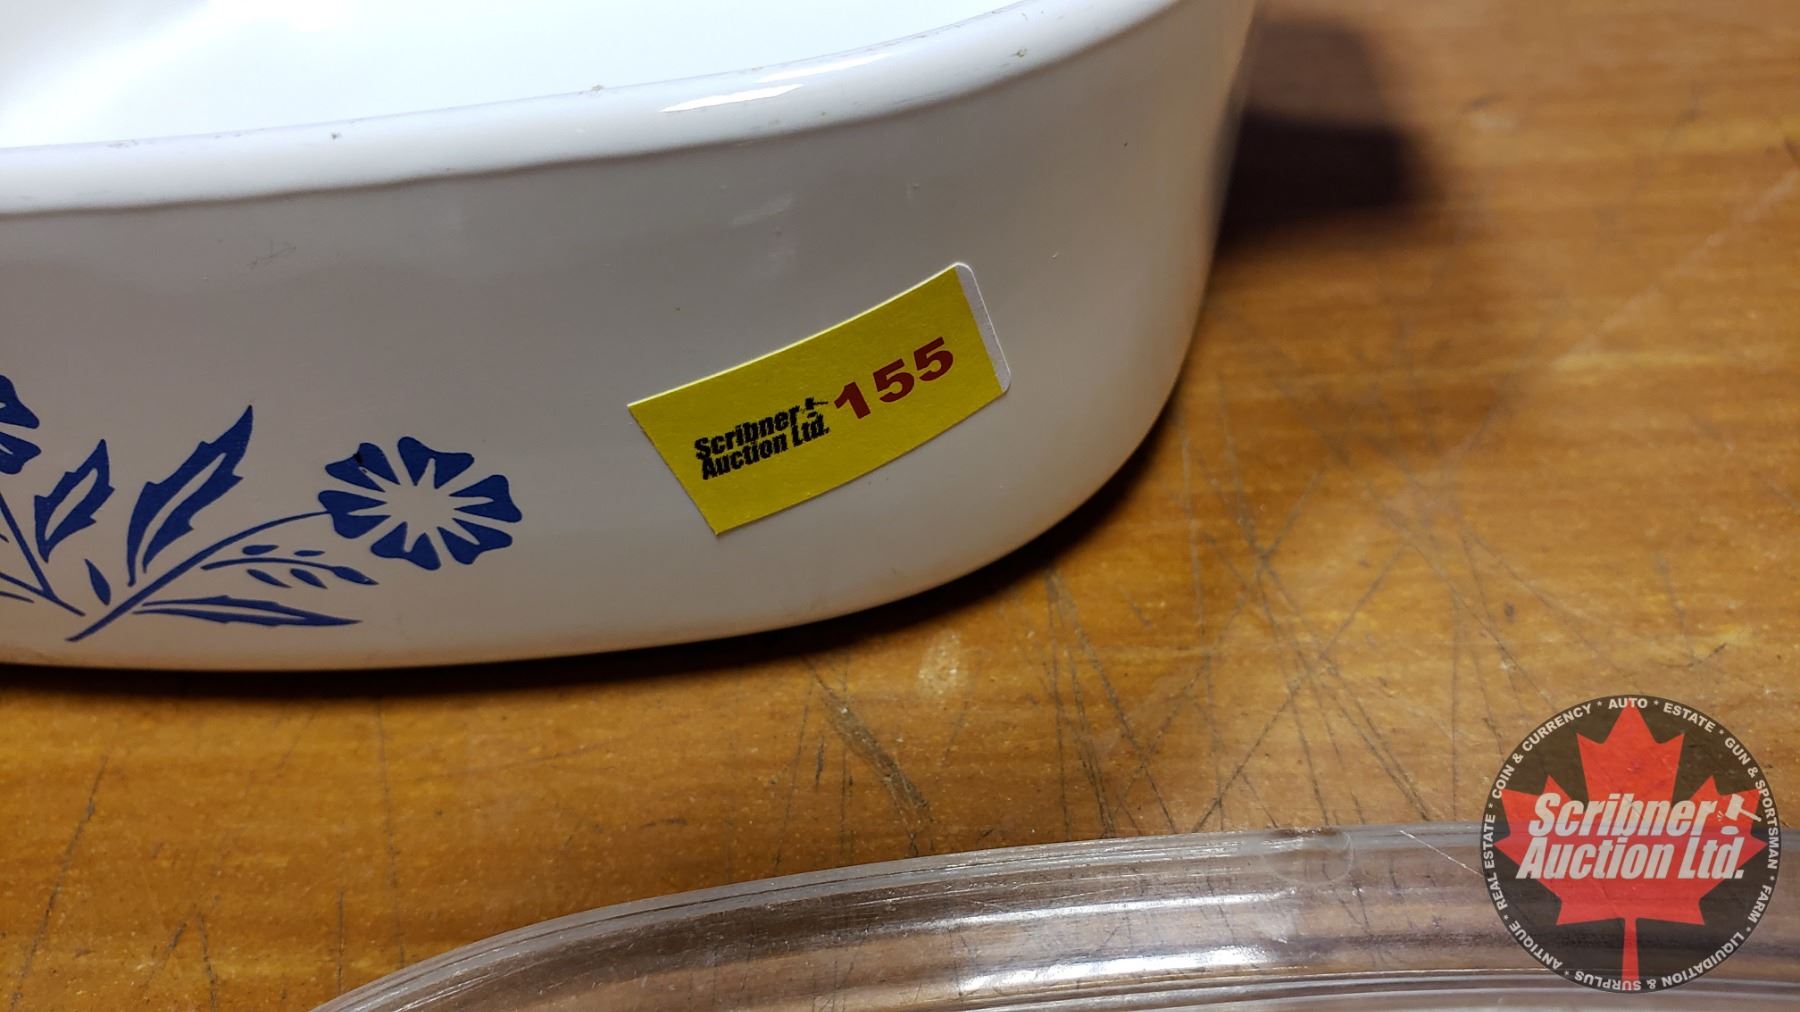 Scribner
Auction Ltd.
155
REAL ESTATE * COIN & CURRENCY * AUTO * ESTATE * GUN & SPORTSMAN * FARM * LIQUIDATION & SURPLUS * ANTIQUE *
Scribner
Auction Ltd.